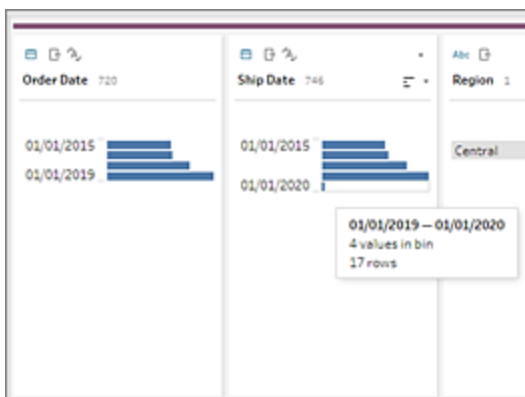 Order Date 720
01/01/2015
01/01/2019
Ship Date 746
01/01/2015
01/01/2020
01/01/2019 — 01/01/2020
4 values in bin
17 rows
Abc
Region 1
Central